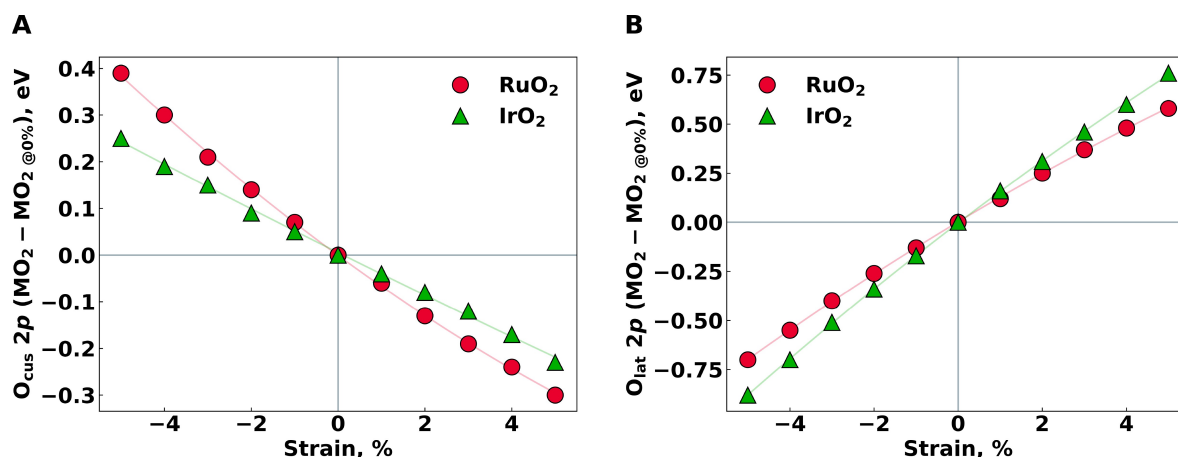 A
O_cus 2p (MO₂ − MO₂ @0%), eV
0.4
0.3
0.2
0.1
0.0
−0.1
−0.2
−0.3
RuO₂
IrO₂
−4 −2 0 2 4
Strain, %
B
O_lat 2p (MO₂ − MO₂ @0%), eV
0.75
0.50
0.25
0.00
−0.25
−0.50
−0.75
RuO₂
IrO₂
−4 −2 0 2 4
Strain, %